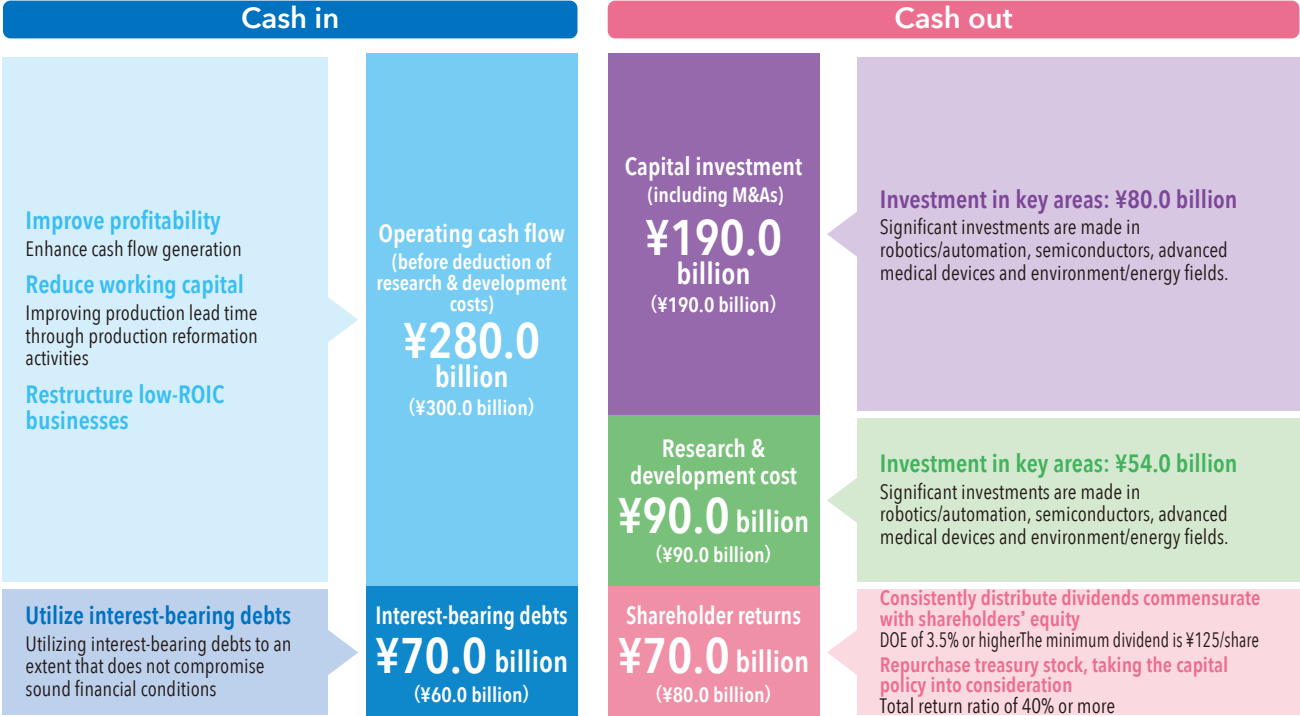 Cash in
Improve profitability
Enhance cash flow generation
Reduce working capital
Improving production lead time
through production reformation
activities
Restructure low-ROIC
businesses
Operating cash flow
(before deduction of
research & development
costs)
¥280.0
billion
(¥300.0 billion)
Utilize interest-bearing debts
Utilizing interest-bearing debts to an
extent that does not compromise
sound financial conditions
Interest-bearing debts
¥70.0 billion
(¥60.0 billion)
Cash out
Capital investment
(including M&As)
¥190.0
billion
(¥190.0 billion)
Investment in key areas: ¥80.0 billion
Significant investments are made in
robotics/automation, semiconductors, advanced
medical devices and environment/energy fields.
Research &
development cost
¥90.0 billion
(¥90.0 billion)
Investment in key areas: ¥54.0 billion
Significant investments are made in
robotics/automation, semiconductors, advanced
medical devices and environment/energy fields.
Shareholder returns
¥70.0 billion
(¥80.0 billion)
Consistently distribute dividends commensurate
with shareholders' equity
DOE of 3.5% or higherThe minimum dividend is ¥125/share
Repurchase treasury stock, taking the capital
policy into consideration
Total return ratio of 40% or more